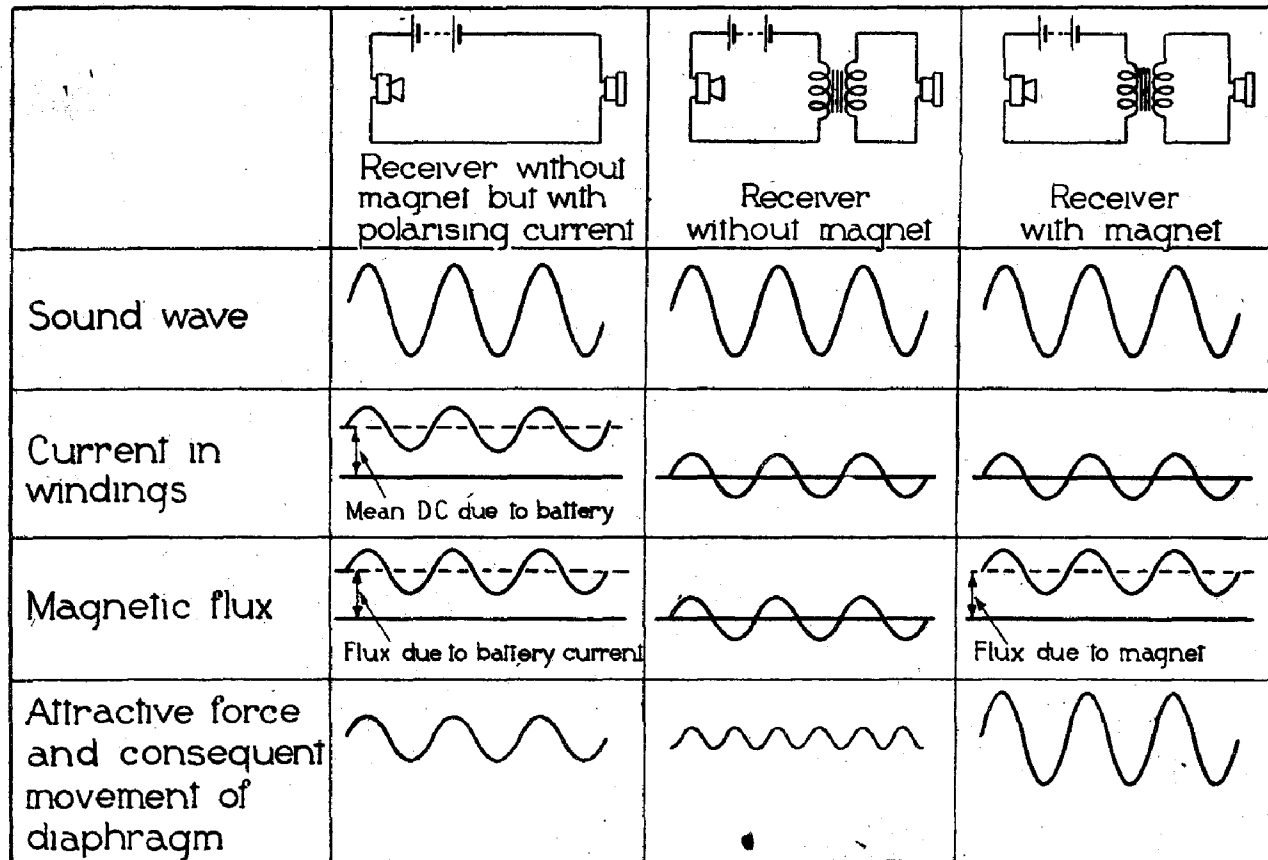 Receiver without
magnet but with
polarising current
Receiver
without magnet
Receiver
with magnet
Sound wave
Current in
windings
Mean DC due to battery
Magnetic flux
Flux due to battery current
Flux due to magnet
Attractive force
and consequent
movement of
diaphragm